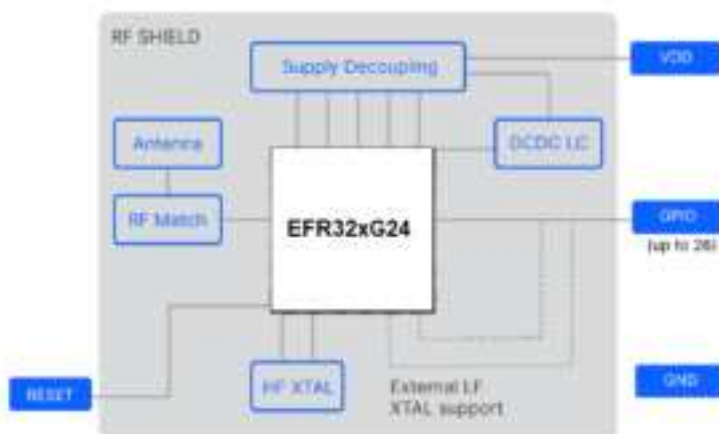 RF SHIELD
Supply Decoupling
VDD
Antenna
DCDC LC
RF Match
EFR32xG24
GPIO
(up to 26)
RESET
HF XTAL
External LF
XTAL support
GND